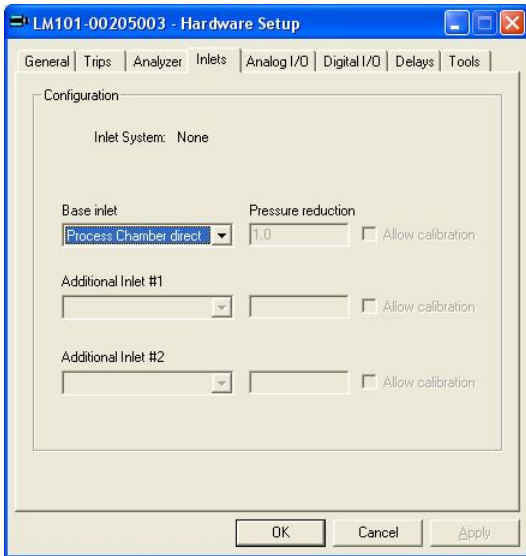 LM101-00205003 - Hardware Setup
General Trips Analyzer Inlets Analog I/O Digital I/O Delays Tools
Configuration
Inlet System: None
Base inlet Pressure reduction
Process Chamber direct 1.0 Allow calibration
Additional Inlet #1
Allow calibration
Additional Inlet #2
Allow calibration
OK Cancel Apply